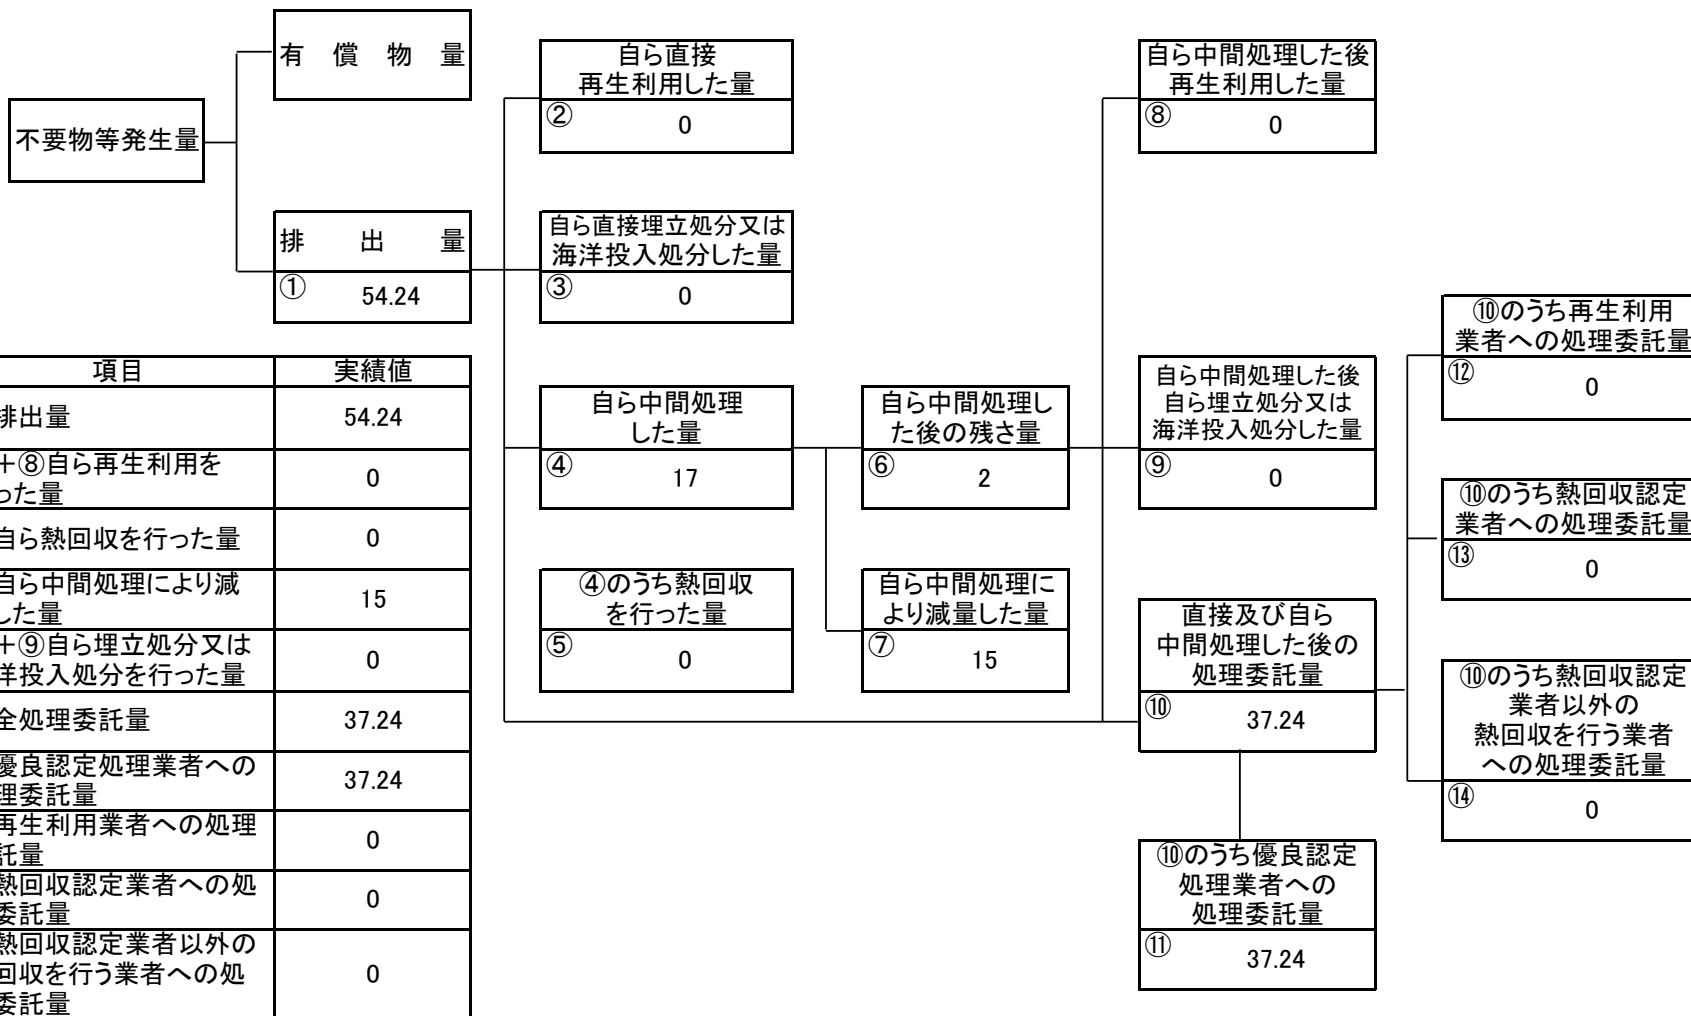 有償物量
不要物等発生量
排出量
① 54.24
自ら直接
再生利用した量
② 0
自ら直接埋立処分又は
海洋投入処分した量
③ 0
自ら中間処理
した量
④ 17
④のうち熱回収
を行った量
⑤ 0
自ら中間処理し
た後の残さ量
⑥ 2
自ら中間処理に
より減量した量
⑦ 15
自ら中間処理した後
再生利用した量
⑧ 0
自ら中間処理した後
自ら埋立処分又は
海洋投入処分した量
⑨ 0
直接及び自ら
中間処理した後の
処理委託量
⑩ 37.24
⑩のうち優良認定
処理業者への
処理委託量
⑪ 37.24
⑩のうち再生利用
業者への処理委託量
⑫ 0
⑩のうち熱回収認定
業者への処理委託量
⑬ 0
⑩のうち熱回収認定
業者以外の
熱回収を行う業者
への処理委託量
⑭ 0
項目 実績値
排出量 54.24
+⑧自ら再生利用を
った量 0
自ら熱回収を行った量 0
自ら中間処理により減
した量 15
+⑨自ら埋立処分又は
洋投入処分を行った量 0
全処理委託量 37.24
優良認定処理業者への
理委託量 37.24
再生利用業者への処理
託量 0
熱回収認定業者への処
委託量 0
熱回収認定業者以外の
回収を行う業者への処
委託量 0